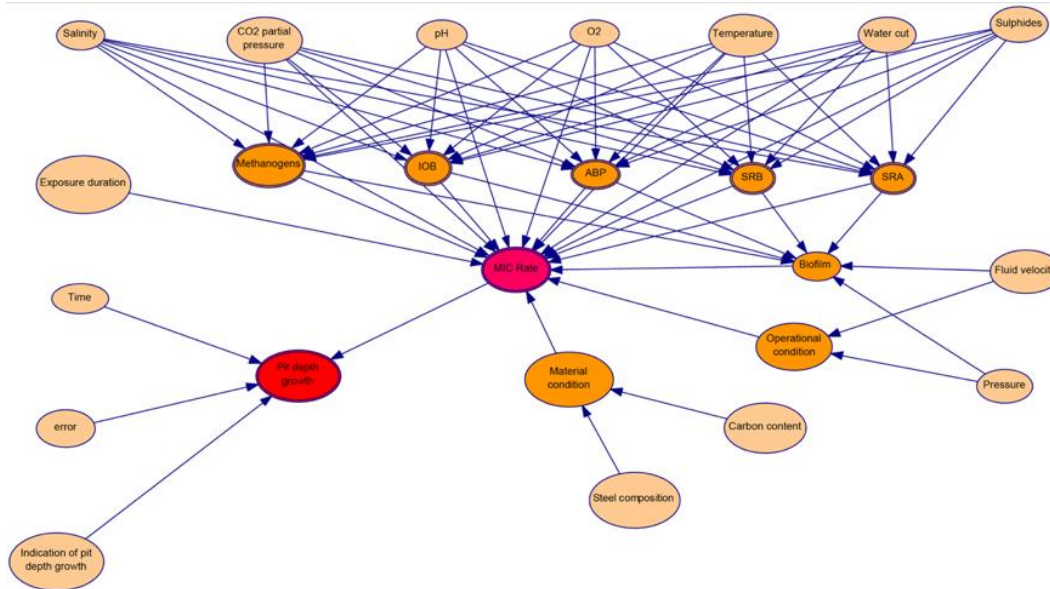 Salinity
CO2 partial
pressure
pH
O2
Temperature
Water cut
Sulphides
Methanogens
IOB
ABP
SRB
SRA
Exposure duration
MIC Rate
Biofilm
Fluid velocit
Time
Operational
condition
Pit depth
growth
Material
condition
Pressure
error
Carbon content
Steel composition
Indication of pit
depth growth